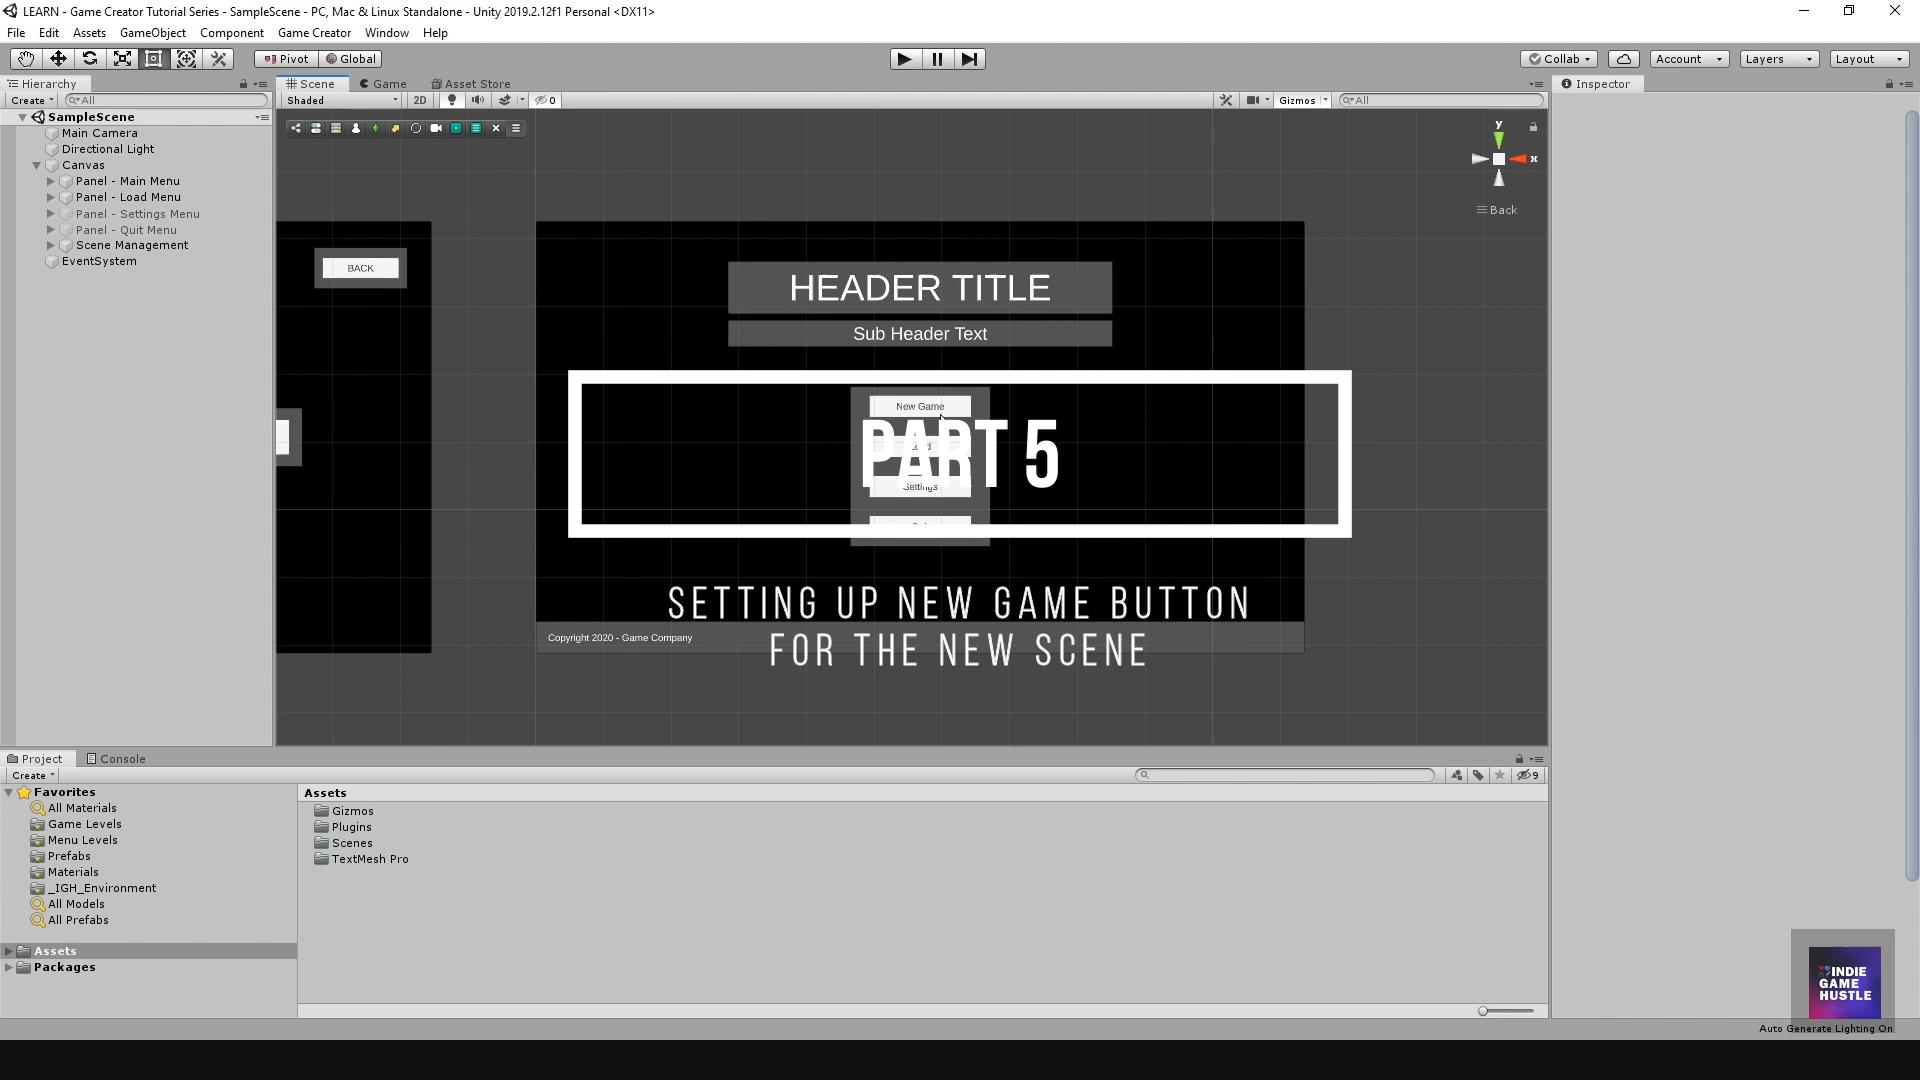 LEARN - Game Creator Tutorial Series - SampleScene - PC, Mac & Linux Standalone - Unity 2019.2.12f1 Personal <DX11>
File Edit Assets GameObject Component Game Creator Window Help
Pivot Global Collab Account Layers Layout
Hierarchy Scene Game Asset Store Inspector
Create All Shaded 2D 0 Gizmos All
SampleScene
Main Camera
Directional Light
Canvas
Panel - Main Menu
Panel - Load Menu
Panel - Settings Menu
Panel - Quit Menu
Scene Management
EventSystem
y
x
Back
BACK
HEADER TITLE
Sub Header Text
New Game
PART 5
Settings
SETTING UP NEW GAME BUTTON
FOR THE NEW SCENE
Copyright 2020 - Game Company
Project Console
Create 9
Favorites
All Materials
Game Levels
Menu Levels
Prefabs
Materials
_IGH_Environment
All Models
All Prefabs
Assets
Packages
Assets
Gizmos
Plugins
Scenes
TextMesh Pro
INDIE
GAME
HUSTLE
Auto Generate Lighting On